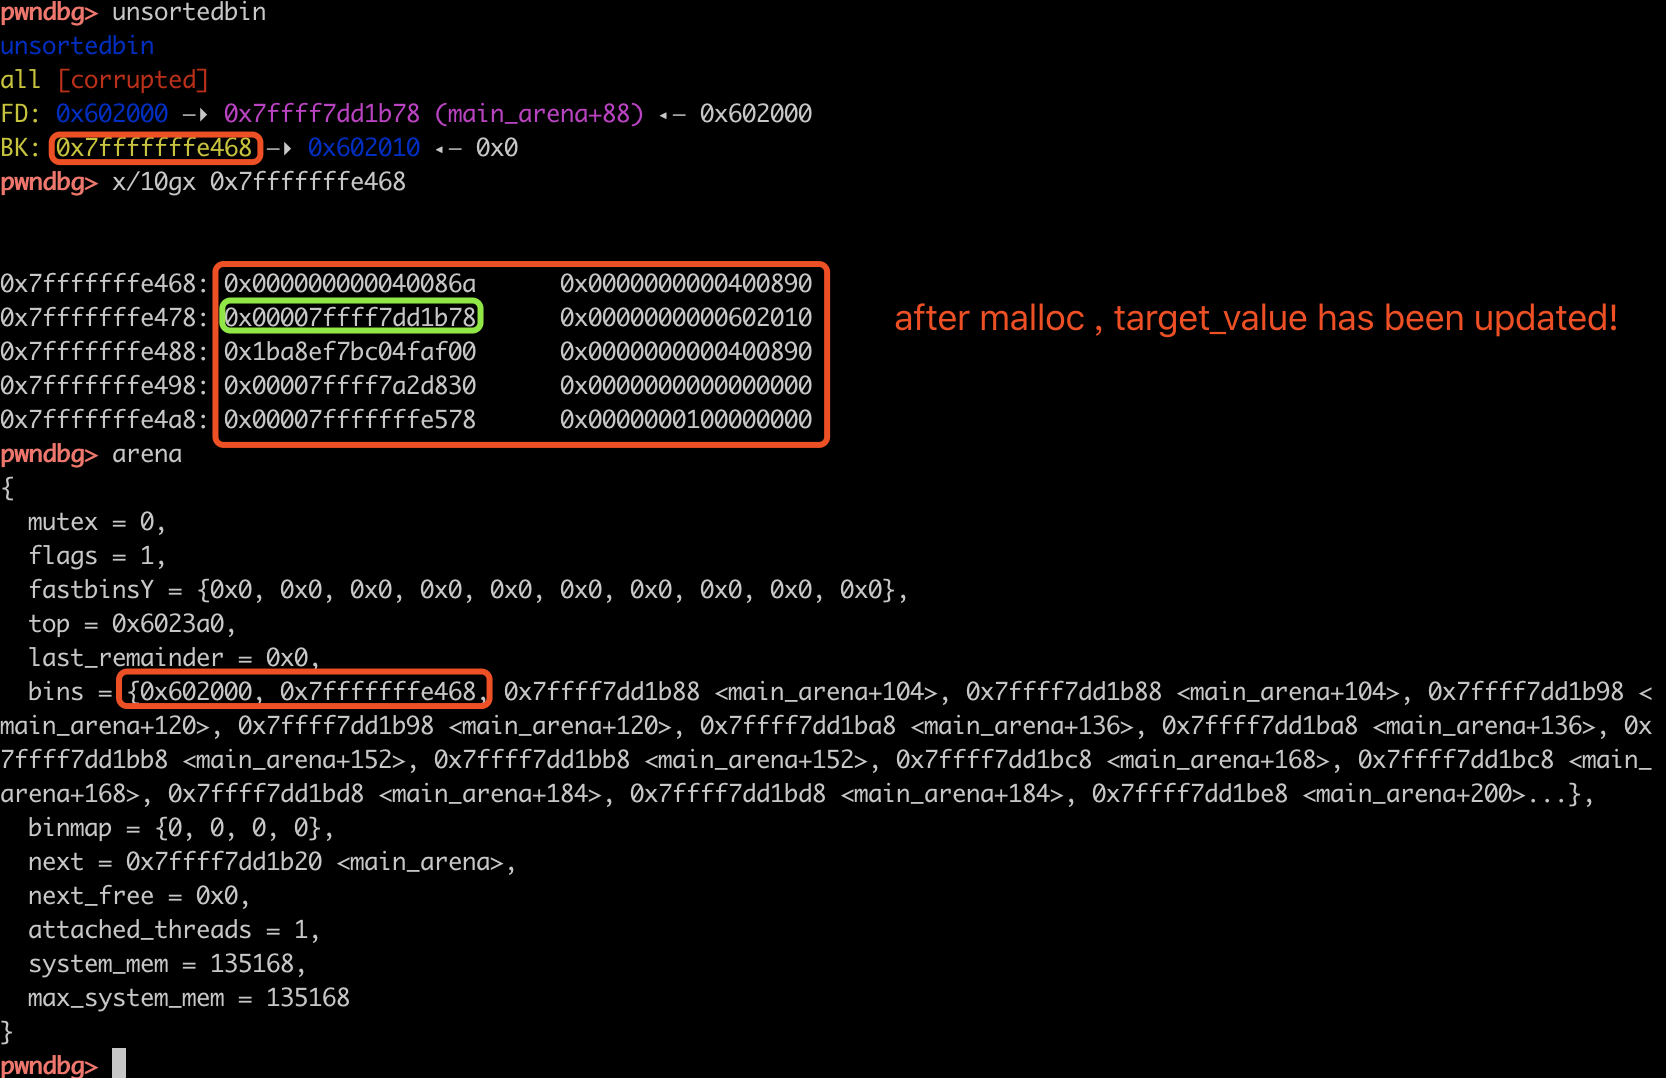 pwndbg> unsortedbin
unsortedbin
all [corrupted]
FD: 0x602000 —▸ 0x7ffff7dd1b78 (main_arena+88) ◂— 0x602000
BK: 0x7fffffffe468 —▸ 0x602010 ◂— 0x0
pwndbg> x/10gx 0x7fffffffe468
0x7fffffffe468: 0x000000000040086a 0x0000000000400890
0x7fffffffe478: 0x00007ffff7dd1b78 0x0000000000602010
after malloc , target_value has been updated!
0x7fffffffe488: 0x1ba8ef7bc04faf00 0x0000000000400890
0x7fffffffe498: 0x00007ffff7a2d830 0x0000000000000000
0x7fffffffe4a8: 0x00007fffffffe578 0x0000000100000000
pwndbg> arena
{
mutex = 0,
flags = 1,
fastbinsY = {0x0, 0x0, 0x0, 0x0, 0x0, 0x0, 0x0, 0x0, 0x0, 0x0},
top = 0x6023a0,
last_remainder = 0x0,
bins = {0x602000, 0x7fffffffe468, 0x7ffff7dd1b88 <main_arena+104>, 0x7ffff7dd1b88 <main_arena+104>, 0x7ffff7dd1b98 <
main_arena+120>, 0x7ffff7dd1b98 <main_arena+120>, 0x7ffff7dd1ba8 <main_arena+136>, 0x7ffff7dd1ba8 <main_arena+136>, 0x
7ffff7dd1bb8 <main_arena+152>, 0x7ffff7dd1bb8 <main_arena+152>, 0x7ffff7dd1bc8 <main_arena+168>, 0x7ffff7dd1bc8 <main_
arena+168>, 0x7ffff7dd1bd8 <main_arena+184>, 0x7ffff7dd1bd8 <main_arena+184>, 0x7ffff7dd1be8 <main_arena+200>...},
binmap = {0, 0, 0, 0},
next = 0x7ffff7dd1b20 <main_arena>,
next_free = 0x0,
attached_threads = 1,
system_mem = 135168,
max_system_mem = 135168
}
pwndbg>